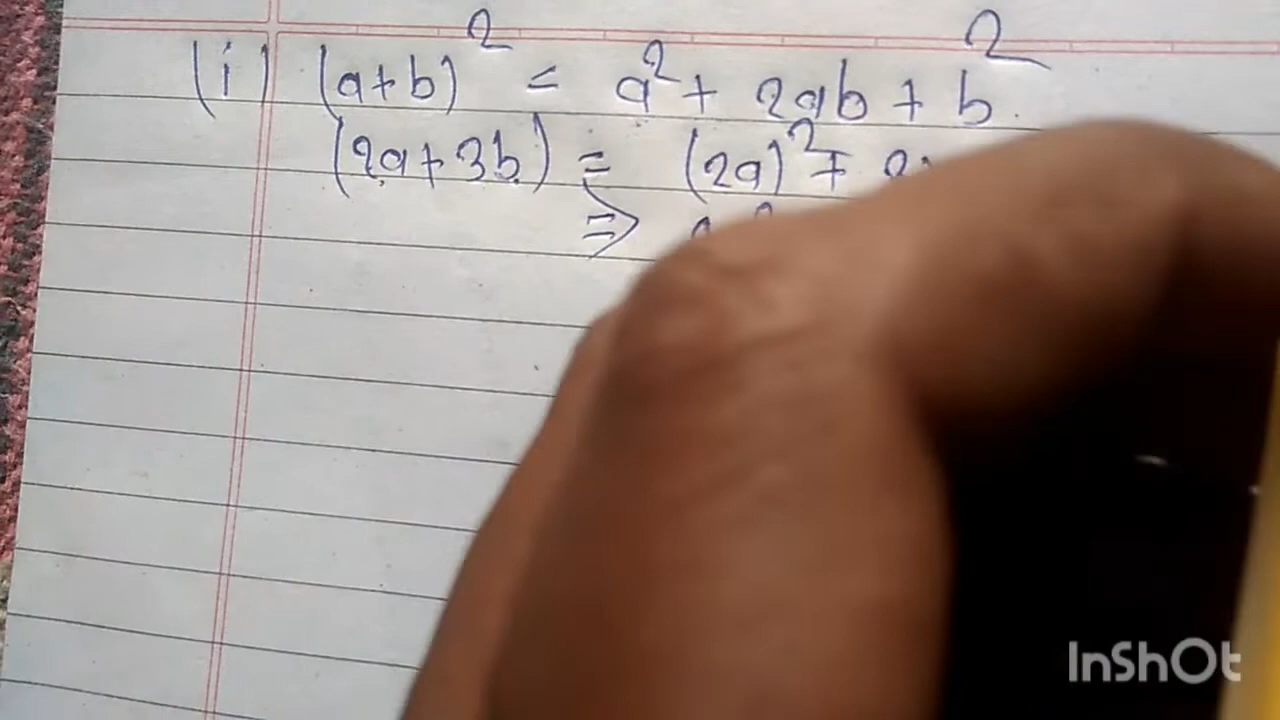 (i) (a+b)² = a² + 2ab + b²
(2a+3b) = (2a)² +
⇒
InShOt